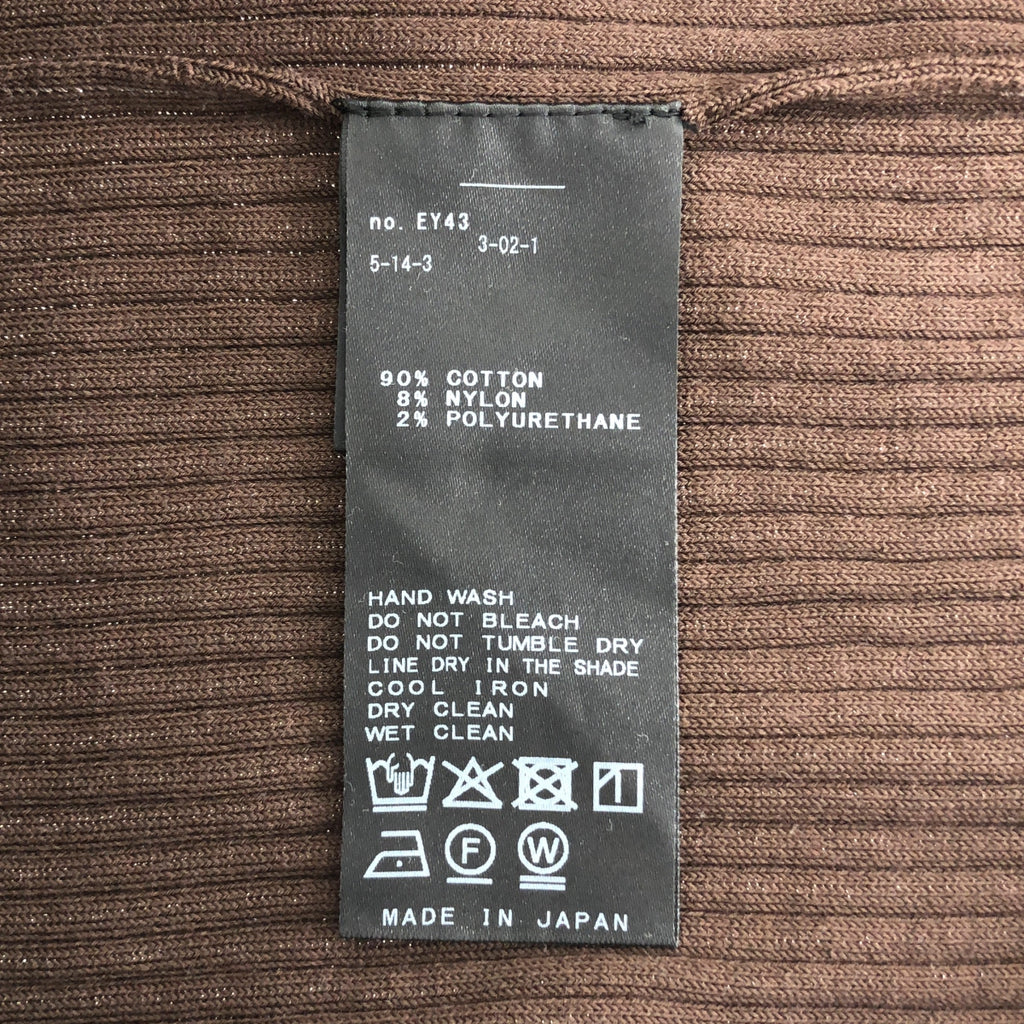 no. EY43
3-02-1
5-14-3
90% COTTON
8% NYLON
2% POLYURETHANE
HAND WASH
DO NOT BLEACH
DO NOT TUMBLE DRY
LINE DRY IN THE SHADE
COOL IRON
DRY CLEAN
WET CLEAN
F W
MADE IN JAPAN